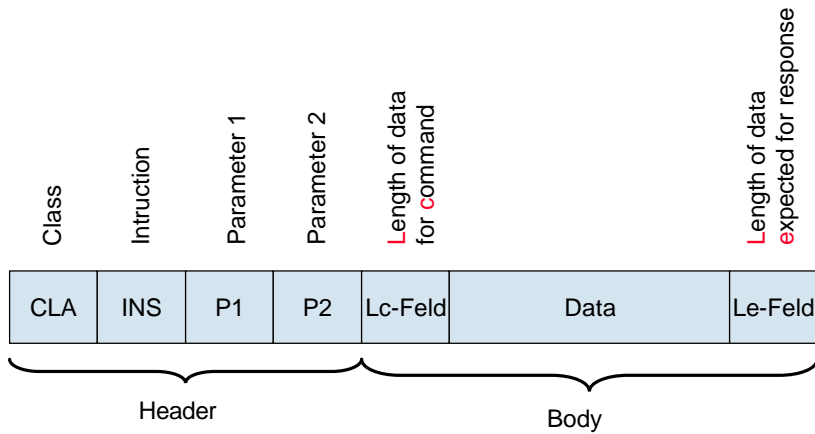 Class
Intruction
Parameter 1
Parameter 2
Length of data
for command
Length of data
expected for response
CLA
INS
P1
P2
Lc-Feld
Data
Le-Feld
Header
Body